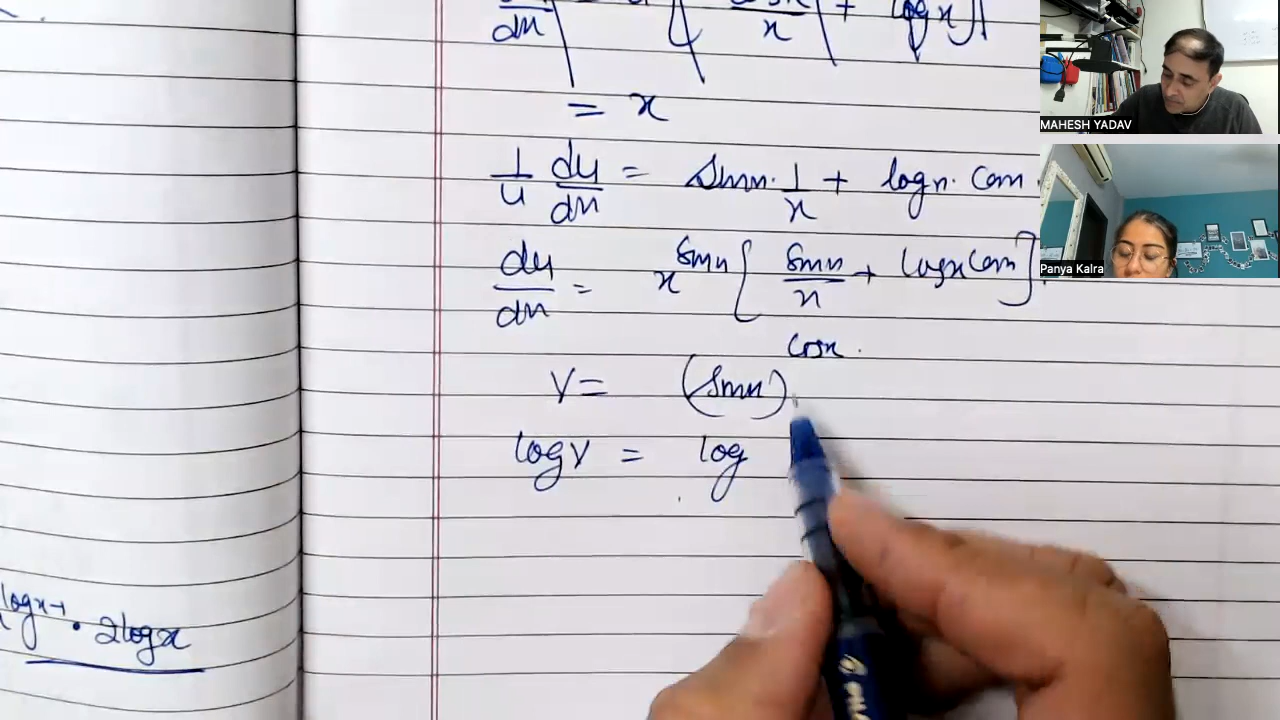 = x
1/u du/dx = Sinx. 1/x + logx. Cosx.
du/dx = x^Sinx [ Sinx/x + logx Cosx ].
V = (Sinx)^Cosx.
logV = log
logx-1 . 2logx
MAHESH YADAV
Panya Kalra